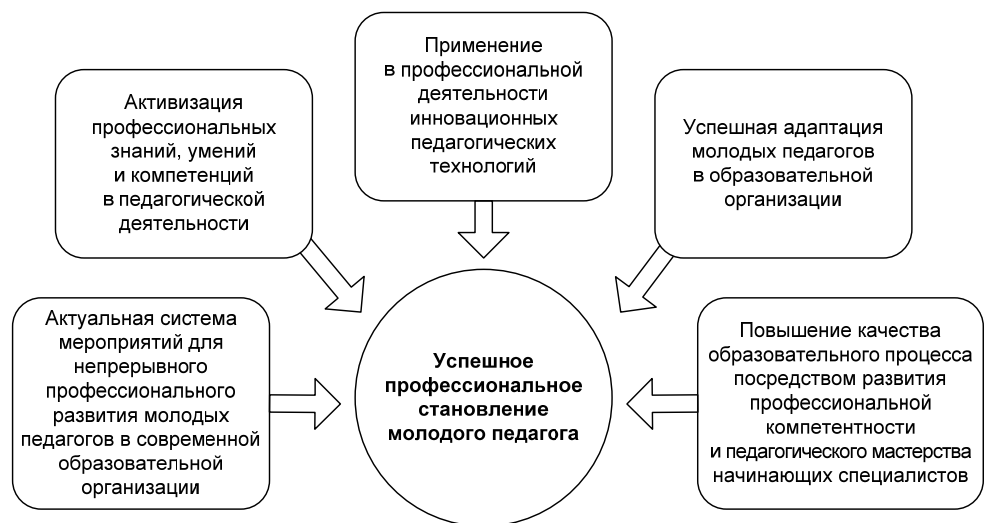 Применение
в профессиональной
деятельности
инновационных
педагогических
технологий
Активизация
профессиональных
знаний, умений
и компетенций
в педагогической
деятельности
Успешная адаптация
молодых педагогов
в образовательной
организации
Актуальная система
мероприятий для
непрерывного
профессионального
развития молодых
педагогов в современной
образовательной
организации
Успешное
профессиональное
становление
молодого педагога
Повышение качества
образовательного процесса
посредством развития
профессиональной
компетентности
и педагогического мастерства
начинающих специалистов